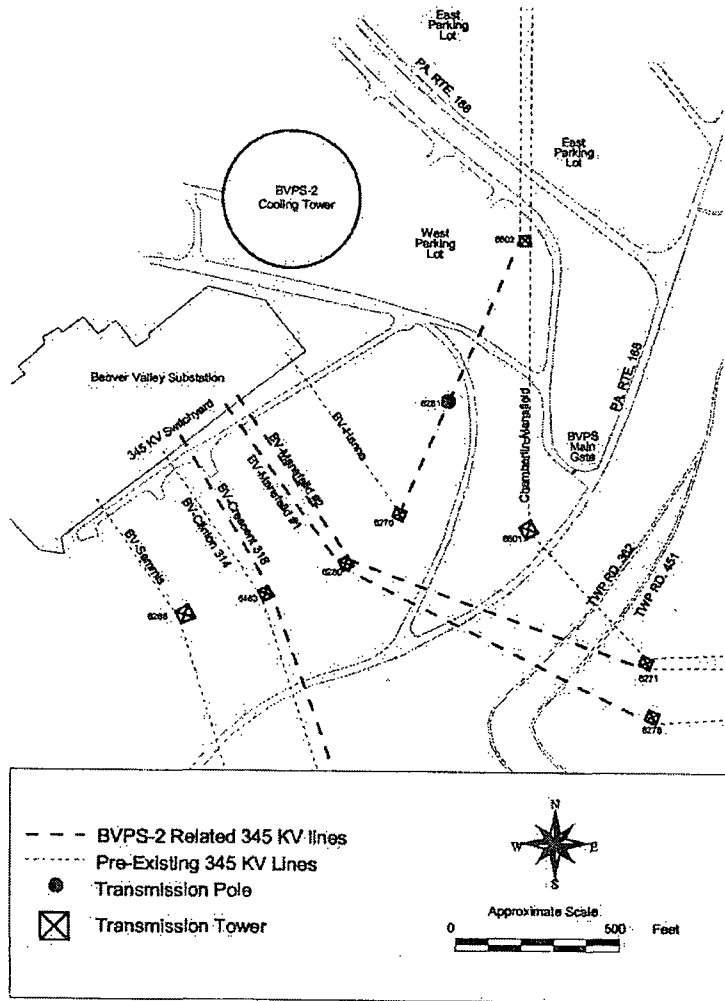 East
Parking
Lot
PA. RTE. 168
East
Parking
Lot
BVPS-2
Cooling Tower
West
Parking
Lot
6602
Beaver Valley Substation
PA. RTE. 168
345 KV Switchyard
6281
BV-Hanna
Chamberlin-Mansfield
BVPS
Main
Gate
BV-Mansfield #2
BV-Mansfield #1
6270
BV-Crescent 318
BV-Clinton 314
BV-Sammis
6601
6280
TWP RD. 362
TWP RD. 451
6271
6278
BVPS-2 Related 345 KV lines
Pre-Existing 345 KV Lines
Transmission Pole
Transmission Tower
N
W
E
S
Approximate Scale
0
500
Feet